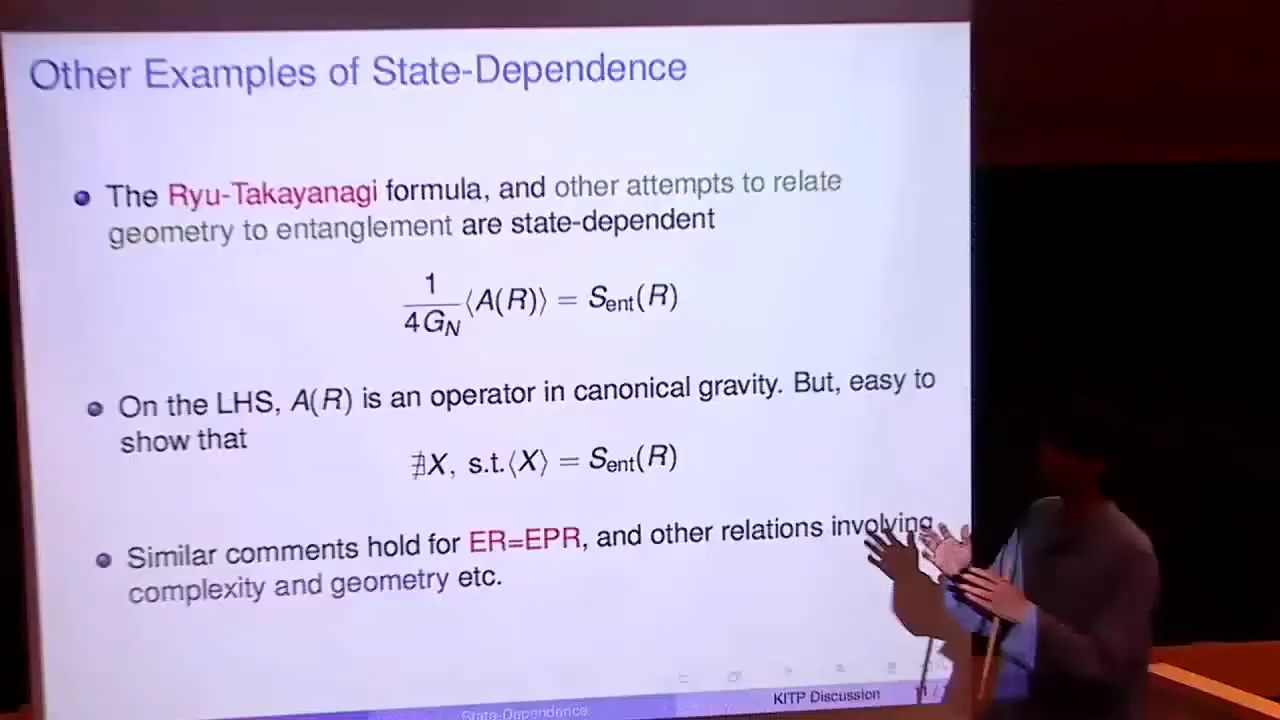 Other Examples of State-Dependence
The Ryu-Takayanagi formula, and other attempts to relate
geometry to entanglement are state-dependent
1/4G_N ⟨A(R)⟩ = S_ent(R)
On the LHS, A(R) is an operator in canonical gravity. But, easy to
show that
∄X, s.t.⟨X⟩ = S_ent(R)
Similar comments hold for ER=EPR, and other relations involving
complexity and geometry etc.
State-Dependence
KITP Discussion